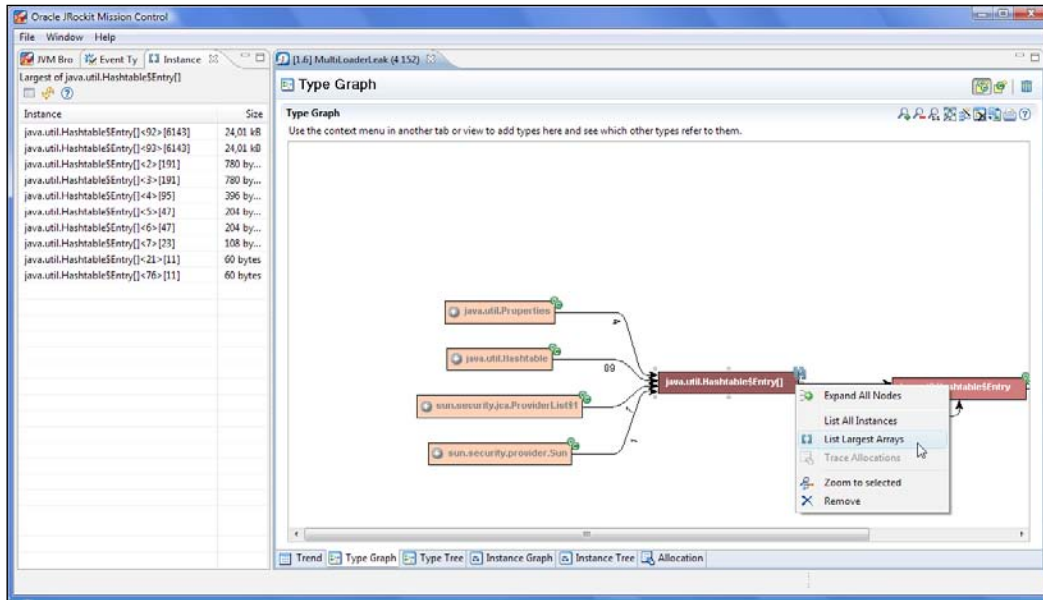 Oracle JRockit Mission Control
File Window Help
JVM Bro Event Ty Instance
Largest of java.util.Hashtable$Entry[]
Instance Size
java.util.Hashtable$Entry[]<92>[6143] 24,01 kB
java.util.Hashtable$Entry[]<93>[6143] 24,01 kB
java.util.Hashtable$Entry[]<2>[191] 780 by...
java.util.Hashtable$Entry[]<3>[191] 780 by...
java.util.Hashtable$Entry[]<4>[95] 396 by...
java.util.Hashtable$Entry[]<5>[47] 204 by...
java.util.Hashtable$Entry[]<6>[47] 204 by...
java.util.Hashtable$Entry[]<7>[23] 108 by...
java.util.Hashtable$Entry[]<21>[11] 60 bytes
java.util.Hashtable$Entry[]<76>[11] 60 bytes
[1.6] MultiLoaderLeak (4 152)
Type Graph
Type Graph
Use the context menu in another tab or view to add types here and see which other types refer to them.
java.util.Properties
java.util.Hashtable
sun.security.jca.ProviderList$1
sun.security.provider.Sun
java.util.Hashtable$Entry[]
Hashtable$Entry
Expand All Nodes
List All Instances
List Largest Arrays
Trace Allocations
Zoom to selected
Remove
Trend Type Graph Type Tree Instance Graph Instance Tree Allocation